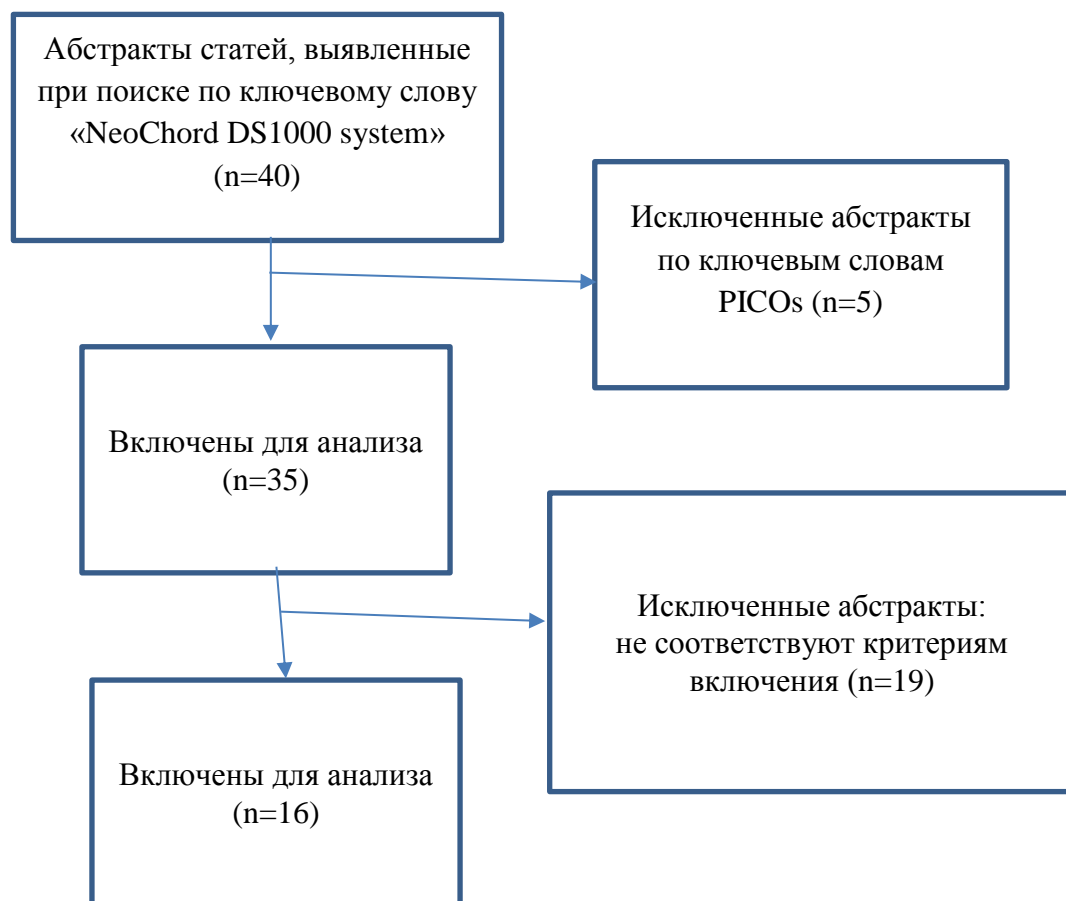 Абстракты статей, выявленные
при поиске по ключевому слову
«NeoChord DS1000 system»
(n=40)
Исключенные абстракты
по ключевым словам
PICOs (n=5)
Включены для анализа
(n=35)
Исключенные абстракты:
не соответствуют критериям
включения (n=19)
Включены для анализа
(n=16)